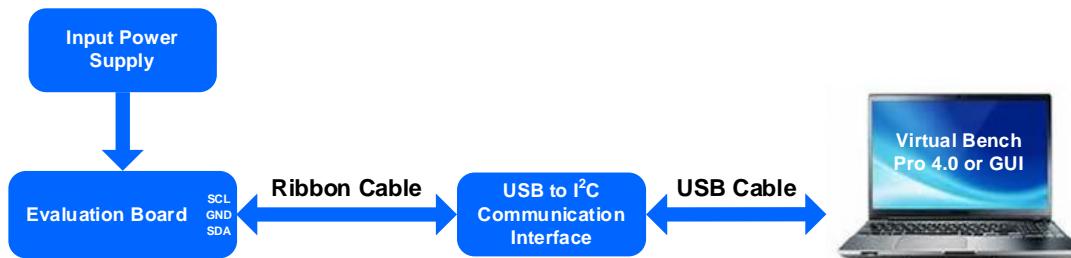 Input Power
Supply
Evaluation Board
SCL
GND
SDA
Ribbon Cable
USB to I²C
Communication
Interface
USB Cable
Virtual Bench
Pro 4.0 or GUI